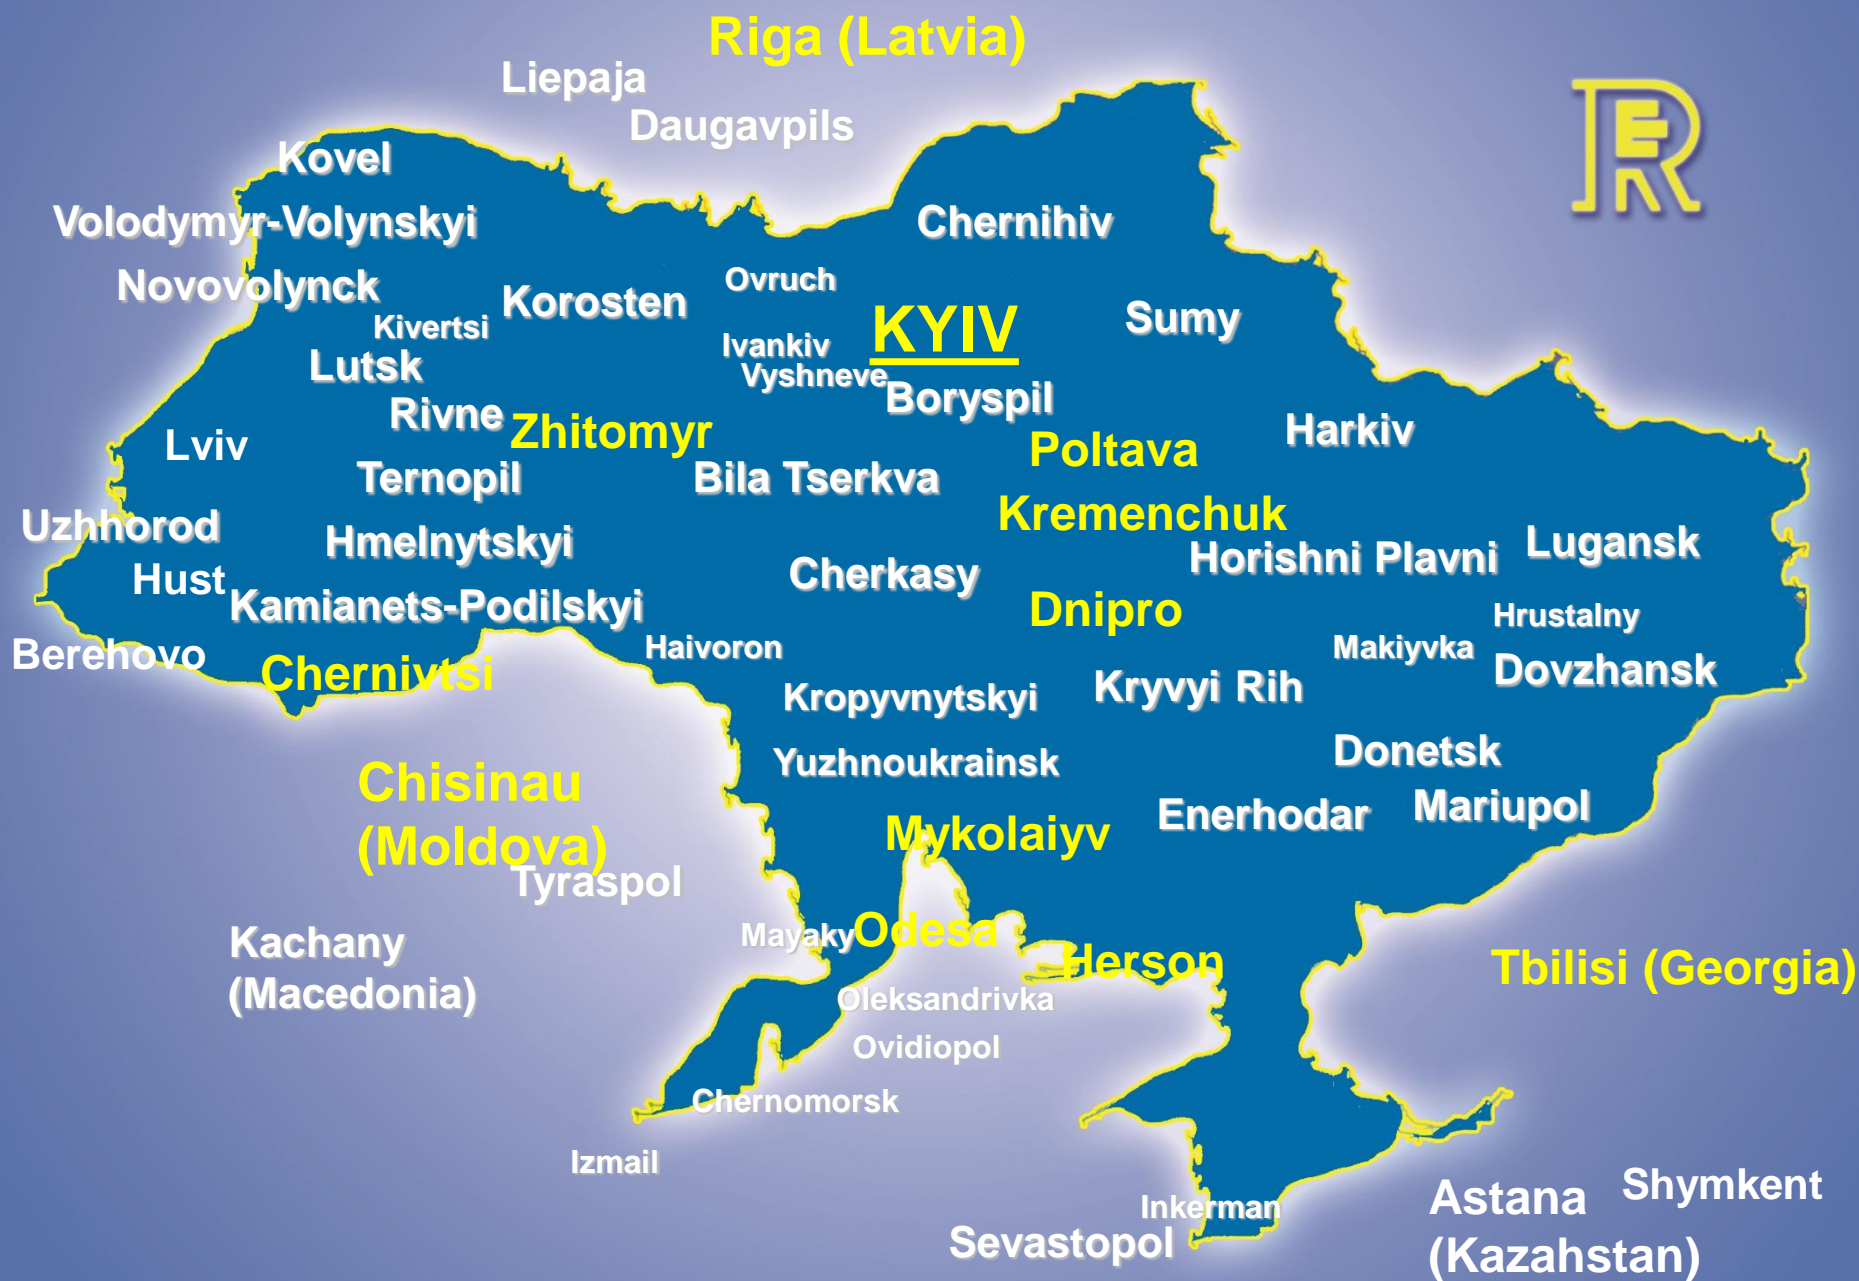 Riga (Latvia)
Liepaja
Daugavpils
Kovel
Volodymyr-Volynskyi
Chernihiv
Novovolynck
Korosten
Ovruch
Kivertsi
KYIV
Sumy
Ivankiv
Lutsk
Vyshneve
Boryspil
Rivne
Zhitomyr
Harkiv
Lviv
Poltava
Ternopil
Bila Tserkva
Uzhhorod
Kremenchuk
Hmelnytskyi
Lugansk
Horishni Plavni
Hust
Cherkasy
Kamianets-Podilskyi
Dnipro
Hrustalny
Berehovo
Haivoron
Makiyvka
Chernivtsi
Dovzhansk
Kropyvnytskyi
Kryvyi Rih
Yuzhnoukrainsk
Donetsk
Chisinau
(Moldova)
Enerhodar
Mariupol
Mykolaiyv
Tyraspol
Mayaky
Odesa
Kachany
(Macedonia)
Herson
Tbilisi (Georgia)
Oleksandrivka
Ovidiopol
Chernomorsk
Izmail
Inkerman
Sevastopol
Astana
(Kazahstan)
Shymkent